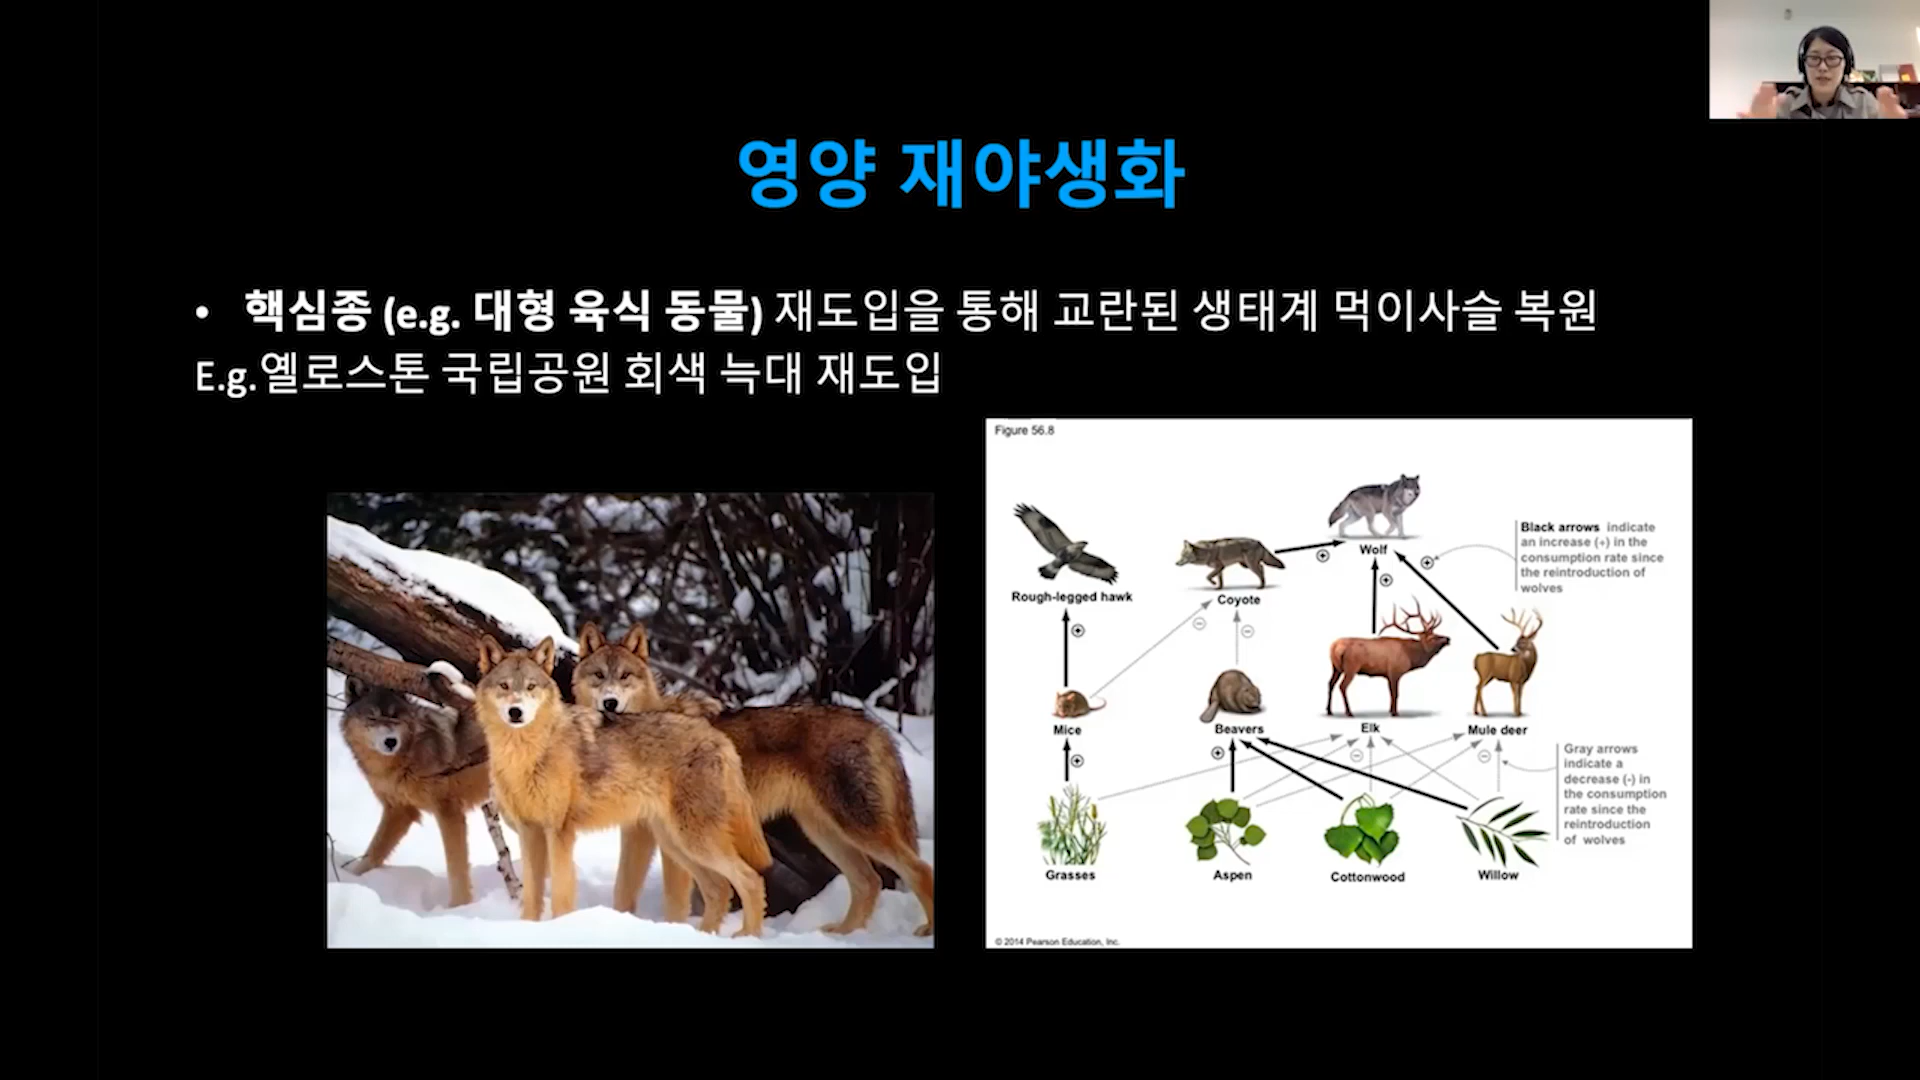 영양 재야생화
• 핵심종 (e.g. 대형 육식 동물) 재도입을 통해 교란된 생태계 먹이사슬 복원
E.g.옐로스톤 국립공원 회색 늑대 재도입
Figure 56.8
Wolf
Black arrows indicate
an increase (+) in the
consumption rate since
the reintroduction of
wolves
Rough-legged hawk
Coyote
Mice
Beavers
Elk
Mule deer
Gray arrows
indicate a
decrease (-) in
the consumption
rate since the
reintroduction
of wolves
Grasses
Aspen
Cottonwood
Willow
© 2014 Pearson Education, Inc.